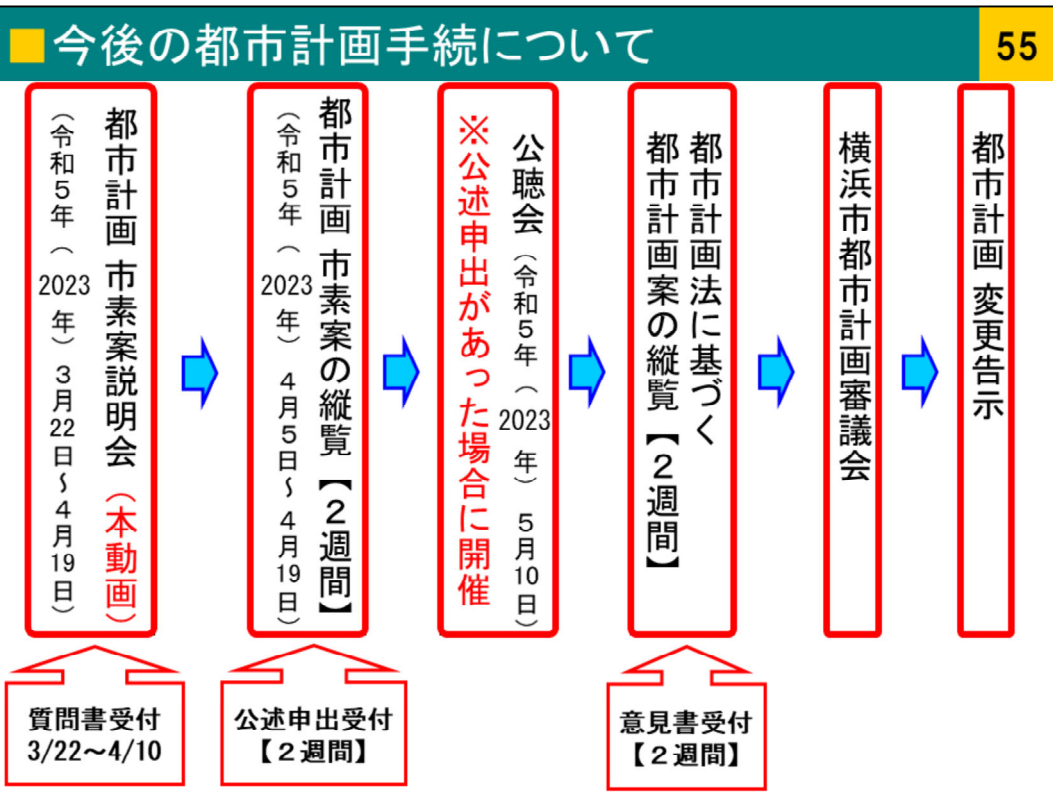 ■今後の都市計画手続について
55
都市計画 市素案説明会（本動画）
（令和５年（2023年）３月22日～４月19日）
都市計画 市素案の縦覧【２週間】
（令和５年（2023年）４月５日～４月19日）
公聴会（令和５年（2023年）５月10日）
※公述申出があった場合に開催
都市計画法に基づく
都市計画案の縦覧【２週間】
横浜市都市計画審議会
都市計画 変更告示
質問書受付
3/22～4/10
公述申出受付
【２週間】
意見書受付
【２週間】